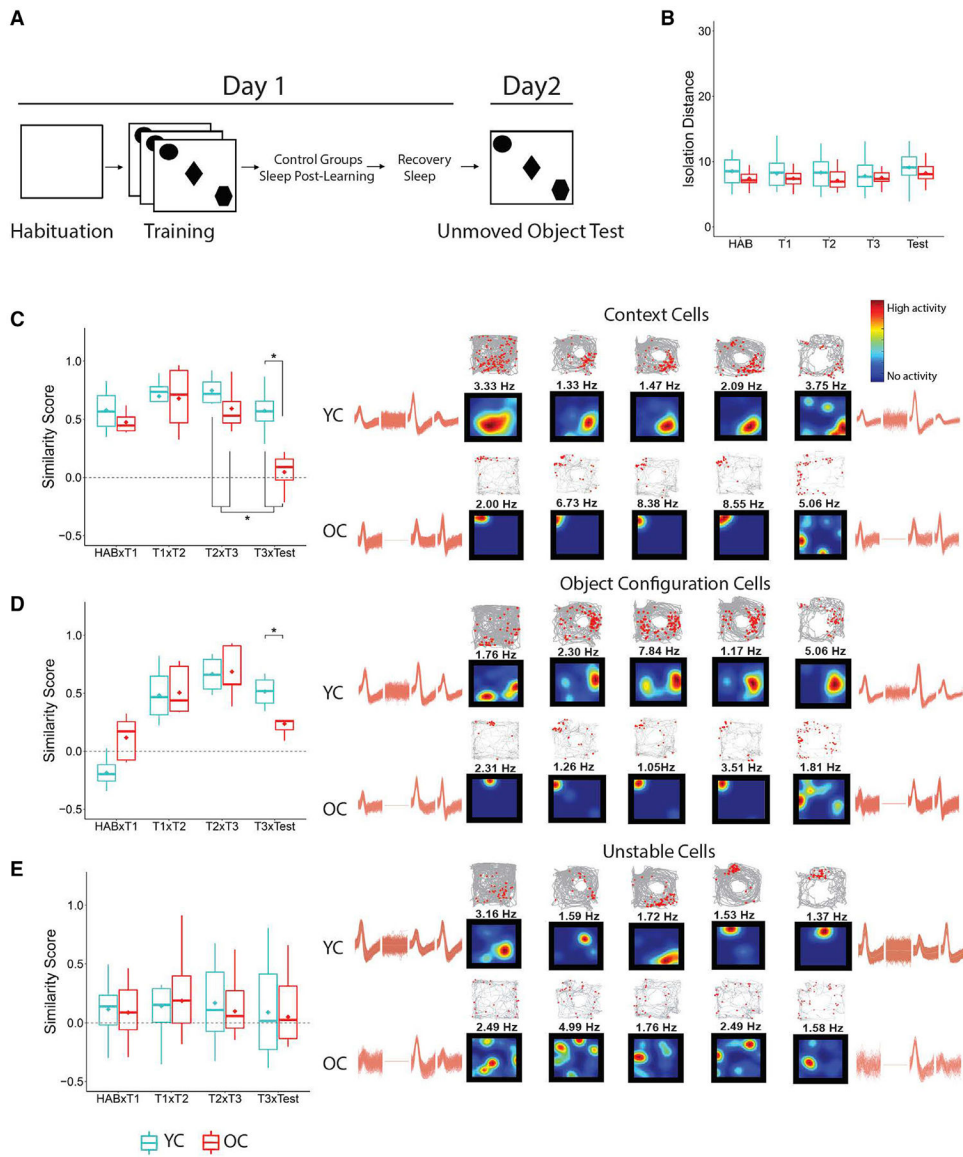 A
Day 1
Day2
Control Groups
Sleep Post-Learning
Recovery
Sleep
Habituation
Training
Unmoved Object Test
B
Isolation Distance
30
20
10
0
HAB
T1
T2
T3
Test
C
Similarity Score
1.0
0.5
0.0
−0.5
*
*
HABxT1
T1xT2
T2xT3
T3xTest
Context Cells
High activity
No activity
YC
3.33 Hz
1.33 Hz
1.47 Hz
2.09 Hz
3.75 Hz
OC
2.00 Hz
6.73 Hz
8.38 Hz
8.55 Hz
5.06 Hz
D
Similarity Score
1.0
0.5
0.0
−0.5
*
HABxT1
T1xT2
T2xT3
T3xTest
Object Configuration Cells
YC
1.76 Hz
2.30 Hz
7.84 Hz
1.17 Hz
5.06 Hz
OC
2.31 Hz
1.26 Hz
1.05Hz
3.51 Hz
1.81 Hz
E
Similarity Score
1.0
0.5
0.0
−0.5
HABxT1
T1xT2
T2xT3
T3xTest
Unstable Cells
YC
3.16 Hz
1.59 Hz
1.72 Hz
1.53 Hz
1.37 Hz
OC
2.49 Hz
4.99 Hz
1.76 Hz
2.49 Hz
1.58 Hz
YC
OC